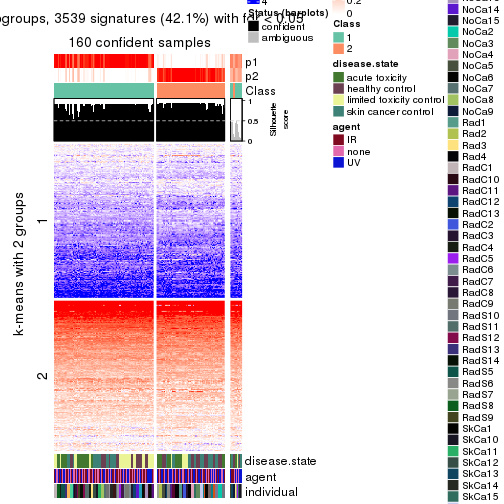 groups, 3539 signatures (42.1%) with fdr < 0.05
160 confident samples
p1
p2
Class
1
0.5
0
Silhouette
score
k-means with 2 groups
1
2
disease.state
agent
individual
4
Status (barplots)
confident
ambiguous
0.2
0
Class
1
2
disease.state
acute toxicity
healthy control
limited toxicity control
skin cancer control
agent
IR
none
UV
NoCa14
NoCa15
NoCa2
NoCa3
NoCa4
NoCa5
NoCa6
NoCa7
NoCa8
NoCa9
Rad1
Rad2
Rad3
Rad4
RadC1
RadC10
RadC11
RadC12
RadC13
RadC2
RadC3
RadC4
RadC5
RadC6
RadC7
RadC8
RadC9
RadS10
RadS11
RadS12
RadS13
RadS14
RadS5
RadS6
RadS7
RadS8
RadS9
SkCa1
SkCa10
SkCa11
SkCa12
SkCa13
SkCa14
SkCa15